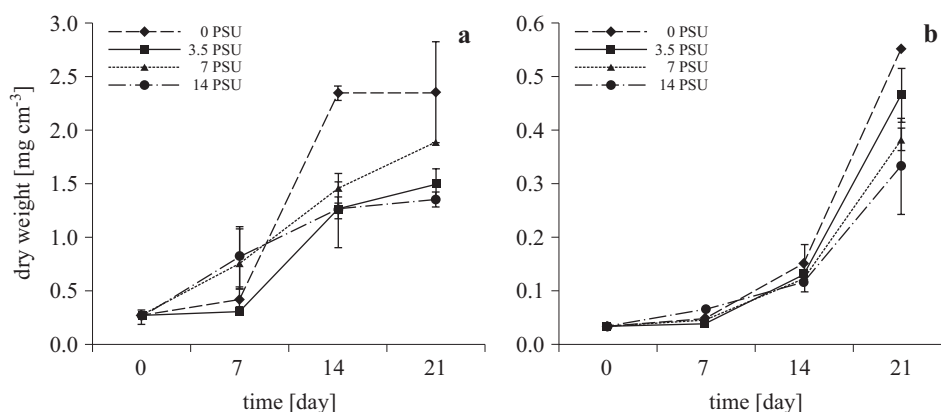 a
0 PSU
3.5 PSU
7 PSU
14 PSU
3.0
2.5
2.0
1.5
1.0
0.5
0.0
dry weight [mg cm-3]
0 7 14 21
time [day]
b
0 PSU
3.5 PSU
7 PSU
14 PSU
0.6
0.5
0.4
0.3
0.2
0.1
0.0
0 7 14 21
time [day]